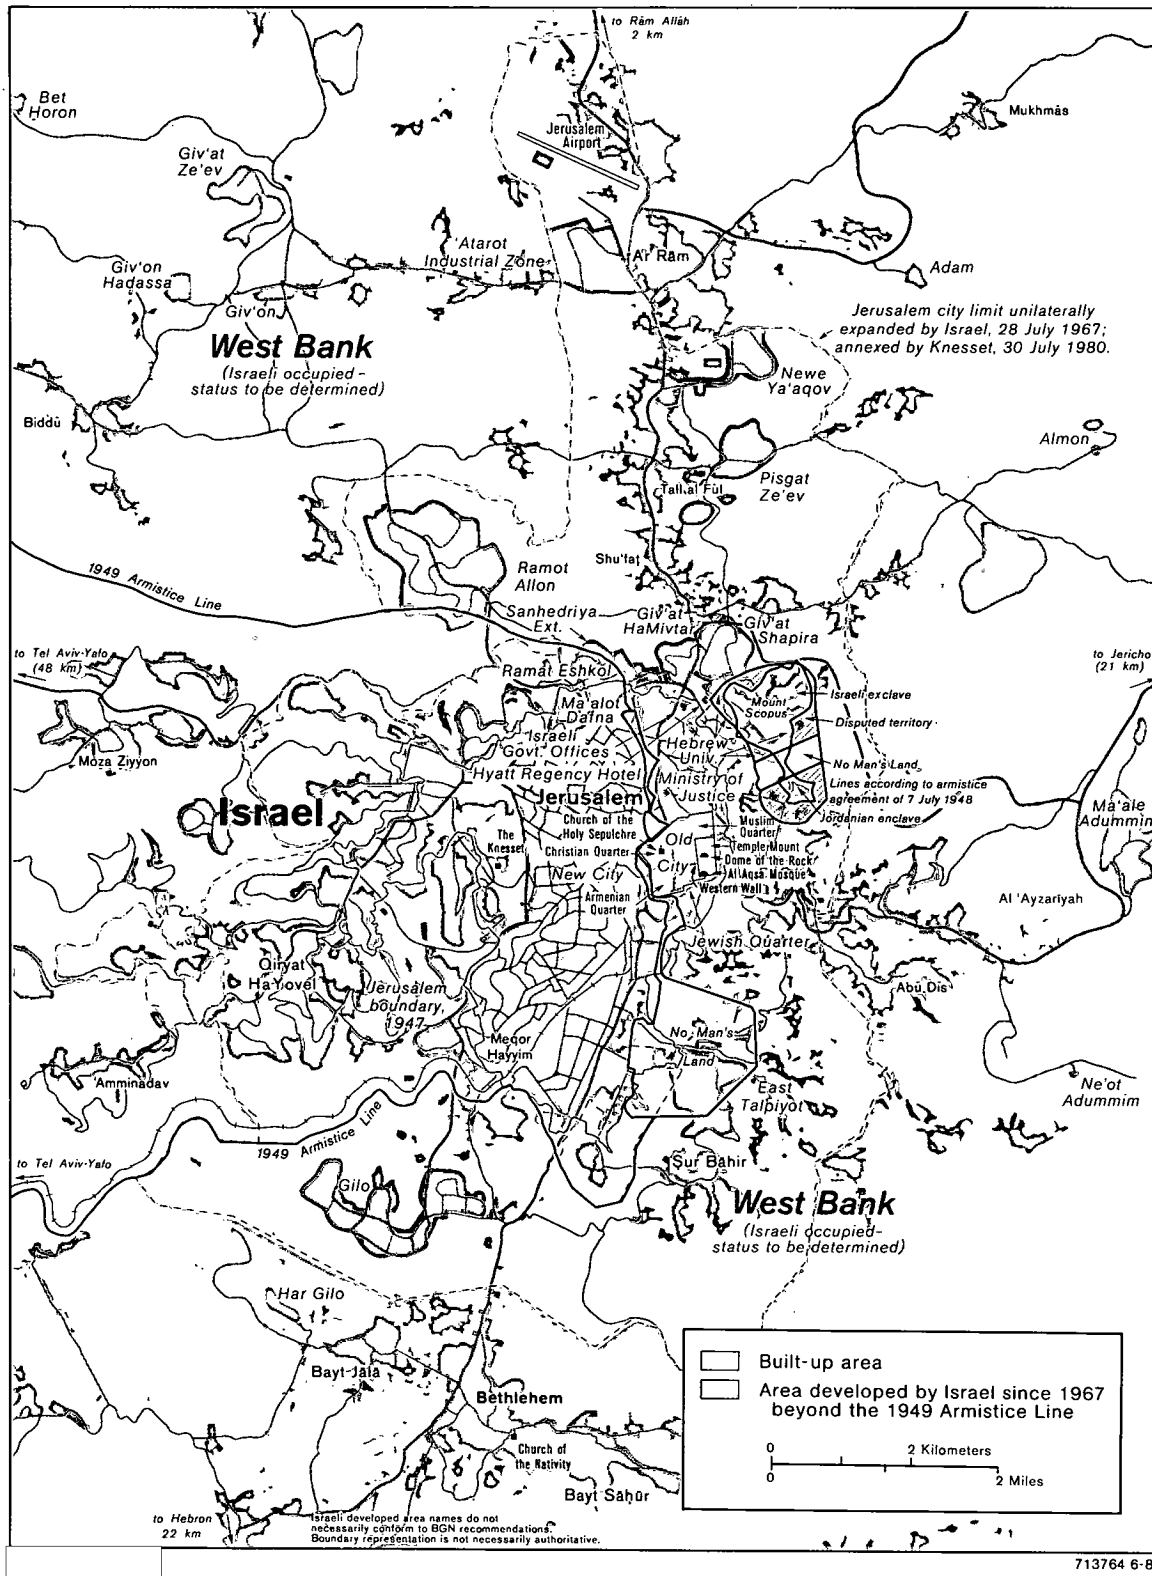 to Rām Allāh
2 km
Bet
Horon
Mukhmās
Jerusalem
Airport
Giv'at
Ze'ev
'Atarot
Industrial Zone
Ar Rām
Adam
Giv'on
Hadassa
Giv'on
Jerusalem city limit unilaterally
expanded by Israel, 28 July 1967;
annexed by Knesset, 30 July 1980.
West Bank
(Israeli occupied-
status to be determined)
Newe
Ya'aqov
Biddū
Almon
Pisgat
Ze'ev
Tall al Fūl
Shu'fāţ
Ramot
Allon
1949 Armistice Line
Sanhedriya
Ext.
Giv'at
HaMivtar
Giv'at
Shapira
to Tel Aviv-Yafo
(48 km)
to Jericho
(21 km)
Ramat Eshkol
Mount
Scopus
Israeli exclave
Ma'alot
Dafna
Disputed territory
Israeli
Govt. Offices
Hebrew
Univ.
Moza Ziyyon
No Man's Land
Hyatt Regency Hotel
Ministry of
Justice
Lines according to armistice
agreement of 7 July 1948
Israel
Jerusalem
Jordanian enclave
Ma'ale
Adummim
Church of the
Holy Sepulchre
Muslim
Quarter
The
Knesset
Christian Quarter
Old
City
Temple Mount
Dome of the Rock
Al Aqsa Mosque
Western Wall
New City
Armenian
Quarter
Al 'Ayzarīyah
Jewish Quarter
Qiryat
HaYovel
Jerusalem
boundary,
1947
Abū Dīs
No Man's
Land
Meqor
Hayyim
'Amminadav
East
Talpiyot
Ne'ot
Adummim
1949 Armistice Line
to Tel Aviv-Yafo
Gilo
Şūr Bāhir
West Bank
(Israeli occupied-
status to be determined)
Har Gilo
Bayt Jālā
Bethlehem
Church of
the Nativity
Bayt Sāḩūr
Built-up area
Area developed by Israel since 1967
beyond the 1949 Armistice Line
0 2 Kilometers
0 2 Miles
to Hebron
22 km
Israeli developed area names do not
necessarily conform to BGN recommendations.
Boundary representation is not necessarily authoritative.
713764 6-8